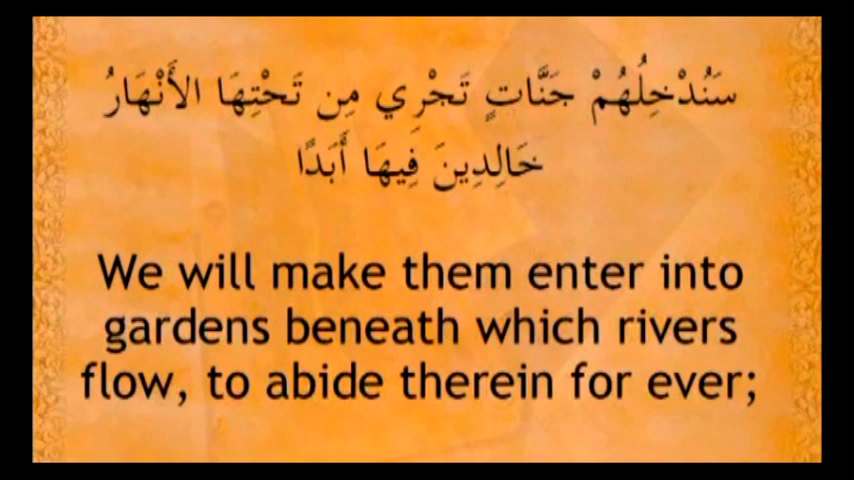 سَنُدْخِلُهُمْ جَنَّاتٍ تَجْرِي مِن تَحْتِهَا الأَنْهَارُ
خَالِدِينَ فِيهَا أَبَدًا
We will make them enter into
gardens beneath which rivers
flow, to abide therein for ever;